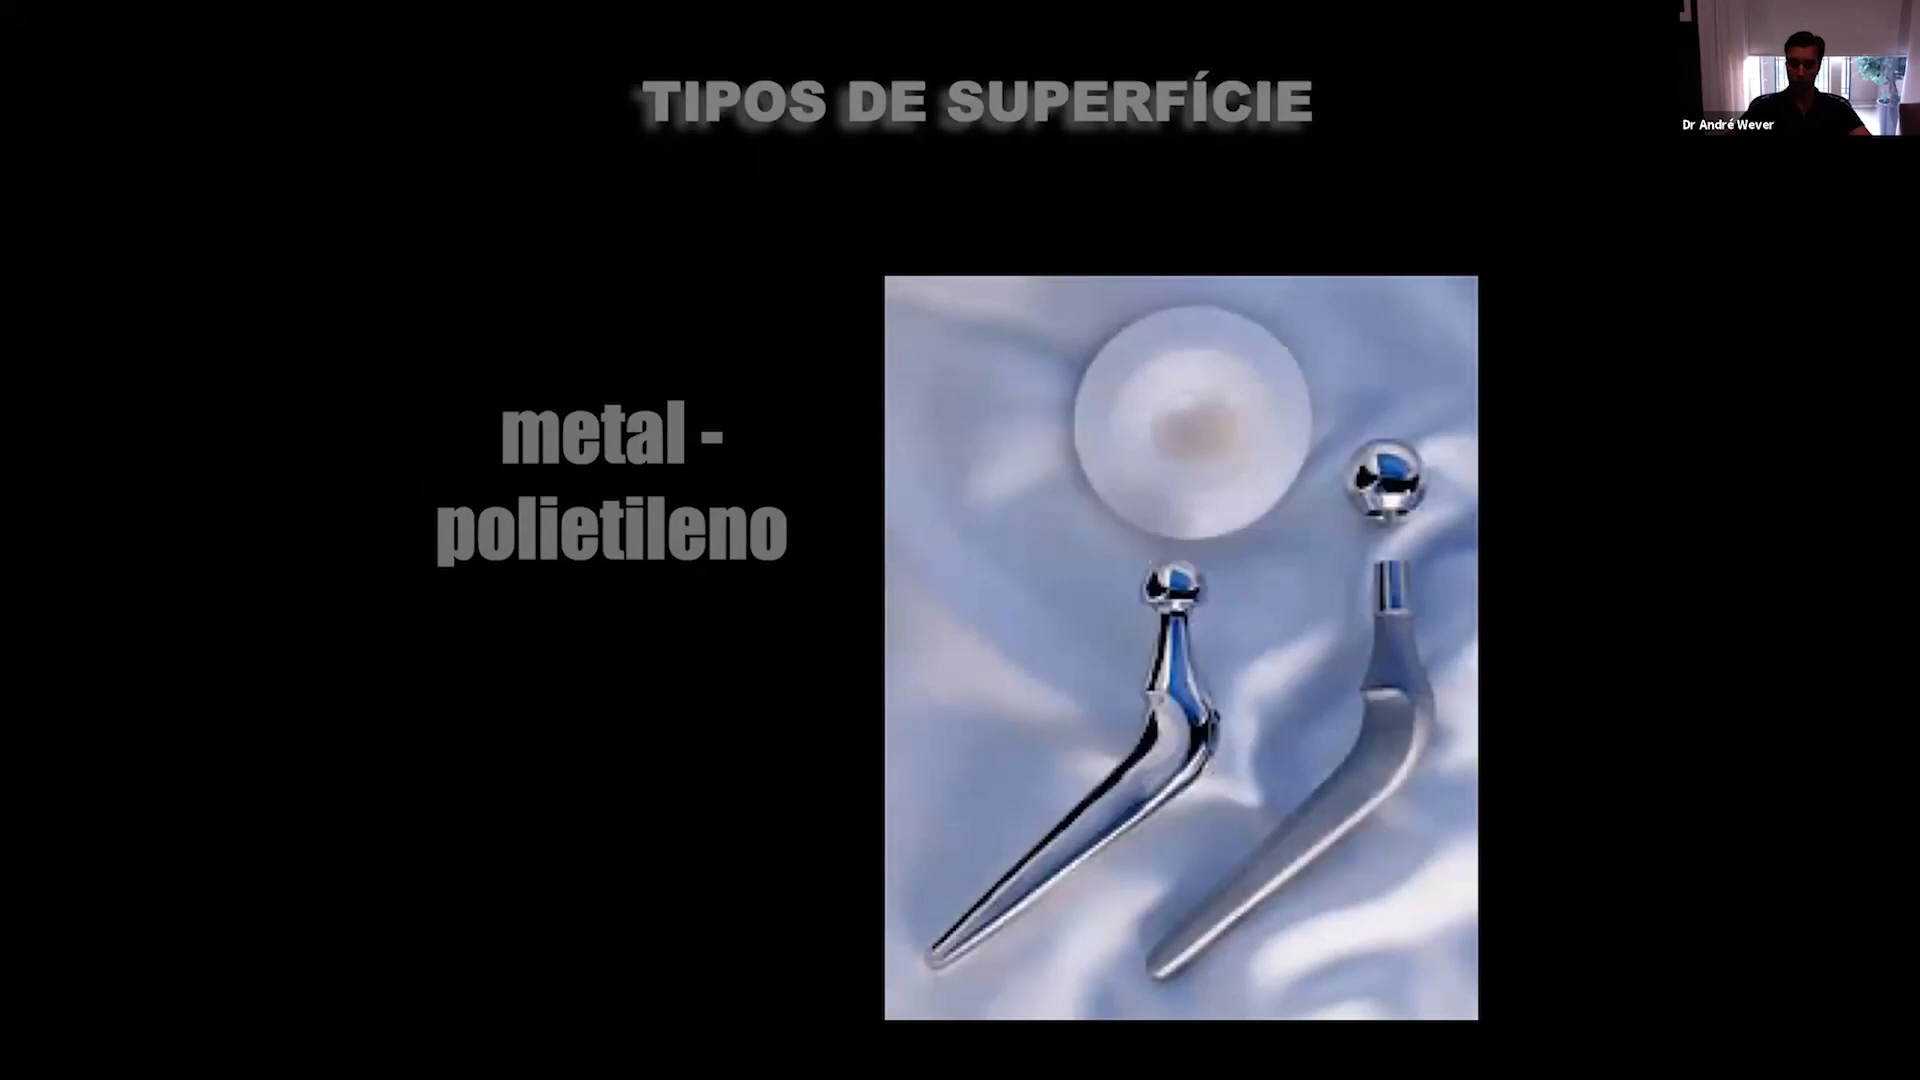 TIPOS DE SUPERFÍCIE
Dr André Wever
metal -
polietileno